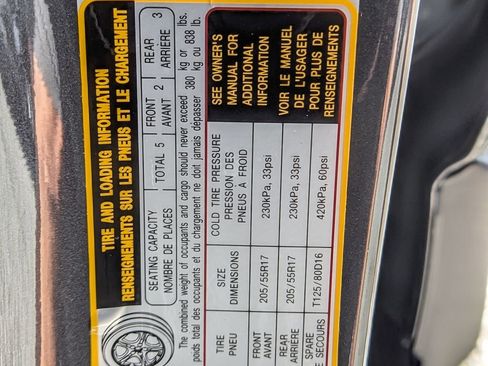 TIRE AND LOADING INFORMATION
RENSEIGNEMENTS SUR LES PNEUS ET LE CHARGEMENT
SEATING CAPACITY
NOMBRE DE PLACES
TOTAL 5
FRONT
AVANT 2
REAR
ARRIÈRE 3
The combined weight of occupants and cargo should never exceed 380 kg or 838 lbs.
poids total des occupants et du chargement ne doit jamais dépasser 380 kg ou 838
TIRE
PNEU
SIZE
DIMENSIONS
COLD TIRE PRESSURE
PRESSION DES
PNEUS A FROID
FRONT
AVANT
205/55R17
230kPA, 33psi
REAR
ARRIERE
205/55R17
230kPA, 33psi
SPARE
E SECOURS
T125/80D16
420kPA, 60psi
SEE OWNER'S
MANUAL FOR
ADDITIONAL
INFORMATION
VOIR LE MANUEL
DE L'USAGER
POUR PLUS DE
RENSEIGNEMENTS